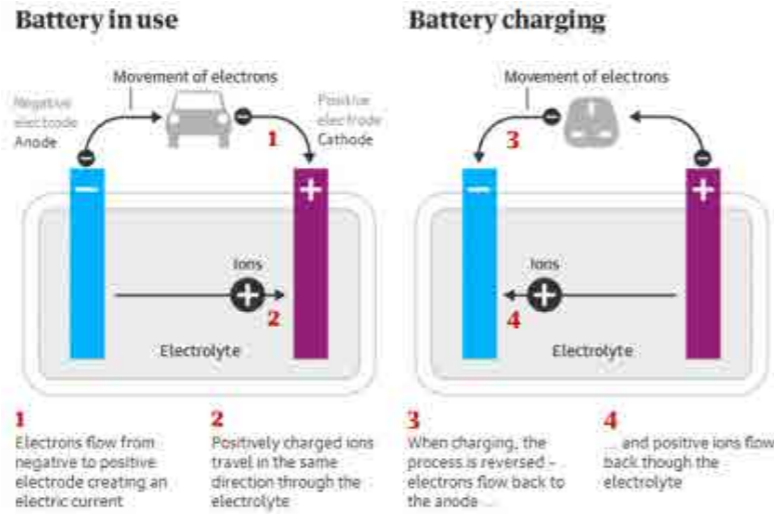 Battery in use
Movement of electrons
Negative
electrode
Anode
Positive
electrode
Cathode
1
−
+
Ions
+
2
Electrolyte
1
Electrons flow from
negative to positive
electrode creating an
electric current
2
Positively charged ions
travel in the same
direction through the
electrolyte
Battery charging
Movement of electrons
3
−
+
Ions
+
4
Electrolyte
3
When charging, the
process is reversed –
electrons flow back to
the anode ...
4
... and positive ions flow
back though the
electrolyte